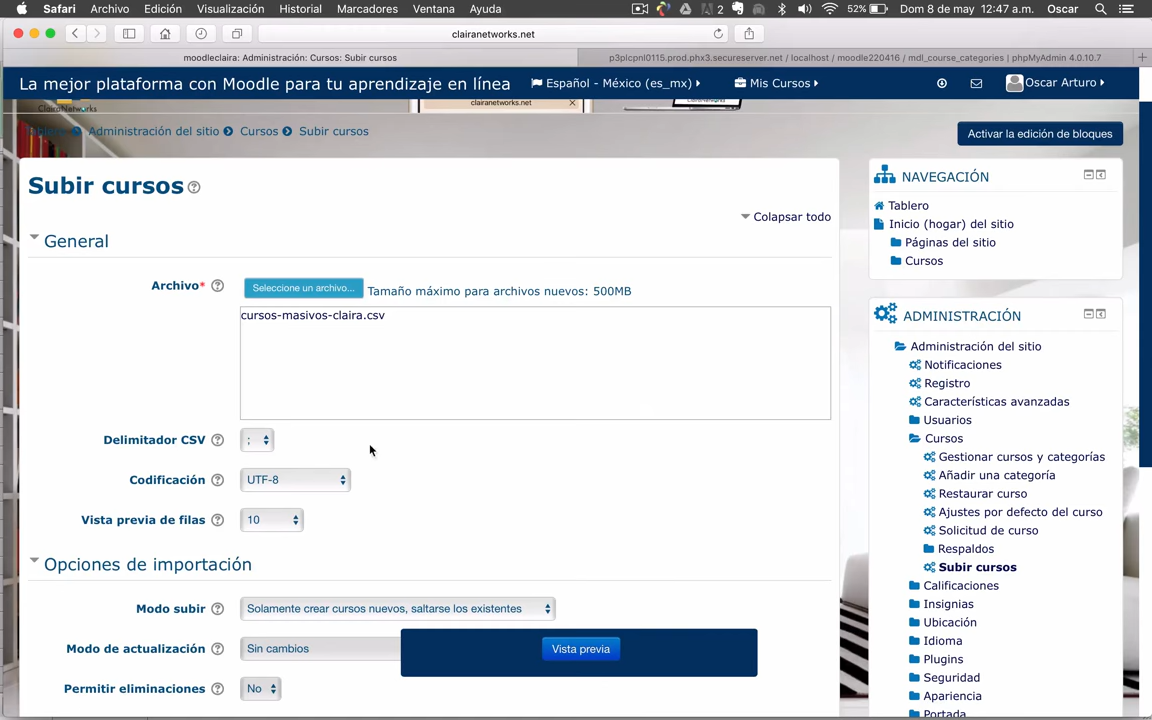 Safari Archivo Edición Visualización Historial Marcadores Ventana Ayuda 2 52% Dom 8 de may 12:47 a.m. Oscar
clairanetworks.net
moodleclaira: Administración: Cursos: Subir cursos
p3plcpnl0115.prod.phx3.secureserver.net / localhost / moodle220416 / mdl_course_categories | phpMyAdmin 4.0.10.7
La mejor plataforma con Moodle para tu aprendizaje en línea Español - México (es_mx) Mis Cursos Oscar Arturo
ClairaNetworks
clairanetworks.net
Administración del sitio Cursos Subir cursos
Activar la edición de bloques
Subir cursos
Colapsar todo
General
Archivo* Seleccione un archivo... Tamaño máximo para archivos nuevos: 500MB
cursos-masivos-claira.csv
Delimitador CSV ;
Codificación UTF-8
Vista previa de filas 10
Opciones de importación
Modo subir Solamente crear cursos nuevos, saltarse los existentes
Modo de actualización Sin cambios
Vista previa
Permitir eliminaciones No
NAVEGACIÓN
Tablero
Inicio (hogar) del sitio
Páginas del sitio
Cursos
ADMINISTRACIÓN
Administración del sitio
Notificaciones
Registro
Características avanzadas
Usuarios
Cursos
Gestionar cursos y categorías
Añadir una categoría
Restaurar curso
Ajustes por defecto del curso
Solicitud de curso
Respaldos
Subir cursos
Calificaciones
Insignias
Ubicación
Idioma
Plugins
Seguridad
Apariencia
Portada